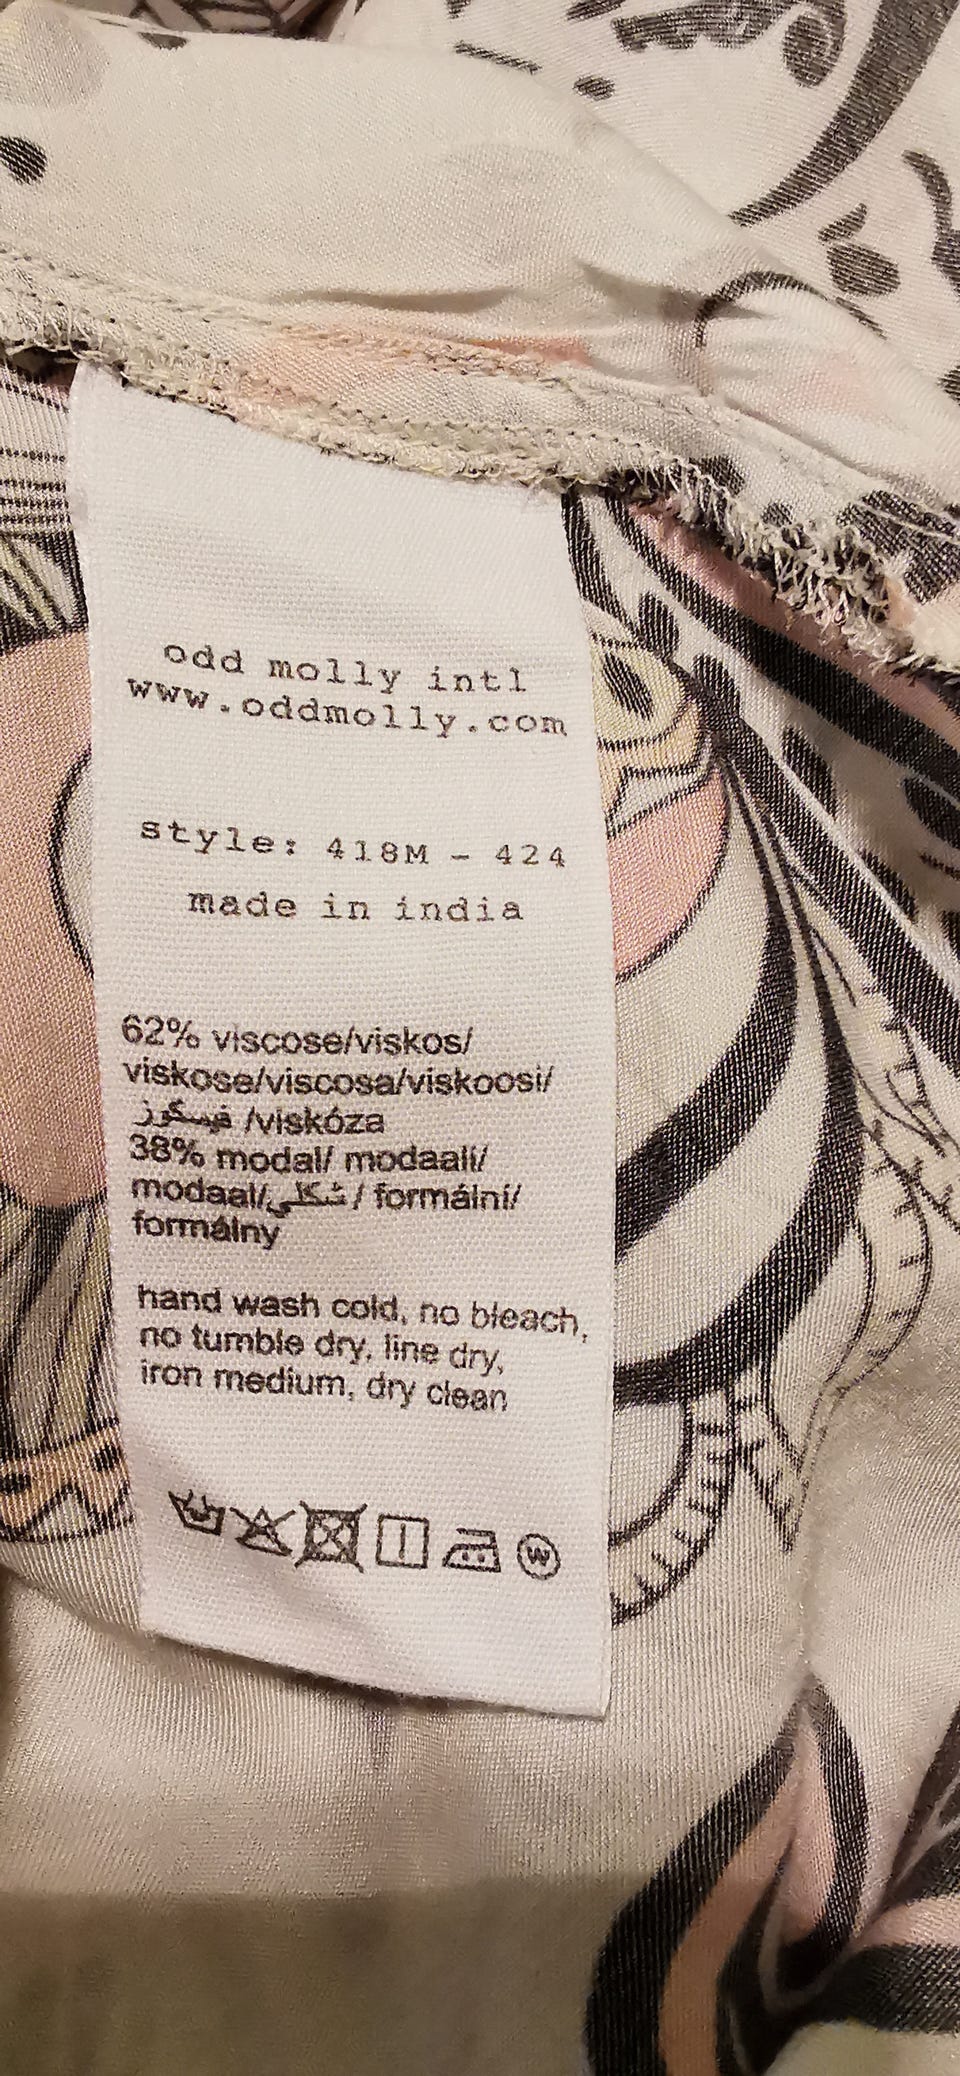 odd molly intl
www.oddmolly.com
style: 418M - 424
made in india
62% viscose/viskos/
viskose/viscosa/viskoosi/
فيسكوز /viskóza
38% modal/ modaali/
modaal/شكلي/ formální/
formálny
hand wash cold, no bleach,
no tumble dry, line dry,
iron medium, dry clean
W